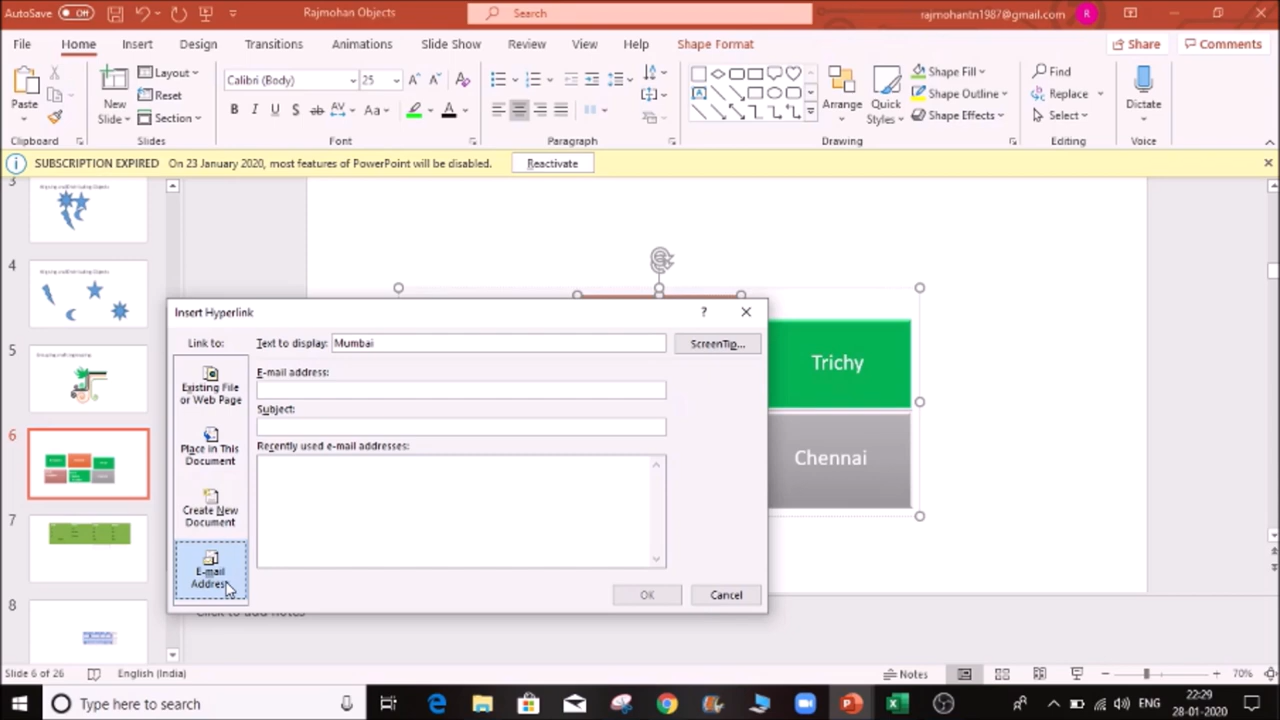 AutoSave Off Rajmohan Objects Search rajmohantn1987@gmail.com R
File Home Insert Design Transitions Animations Slide Show Review View Help Shape Format Share Comments
Paste New Slide Layout Reset Section
Calibri (Body) 25
Arrange Quick Styles Shape Fill Shape Outline Shape Effects
Find Replace Select Dictate
Clipboard Slides Font Paragraph Drawing Editing Voice
SUBSCRIPTION EXPIRED On 23 January 2020, most features of PowerPoint will be disabled. Reactivate
3
4
5
6
7
8
Insert Hyperlink
Link to: Text to display: Mumbai ScreenTip...
Existing File or Web Page
Place in This Document
Create New Document
E-mail Address
E-mail address:
Subject:
Recently used e-mail addresses:
OK Cancel
Trichy
Chennai
Click to add notes
Slide 6 of 26 English (India) Notes 70%
Type here to search ENG 22:29
28-01-2020